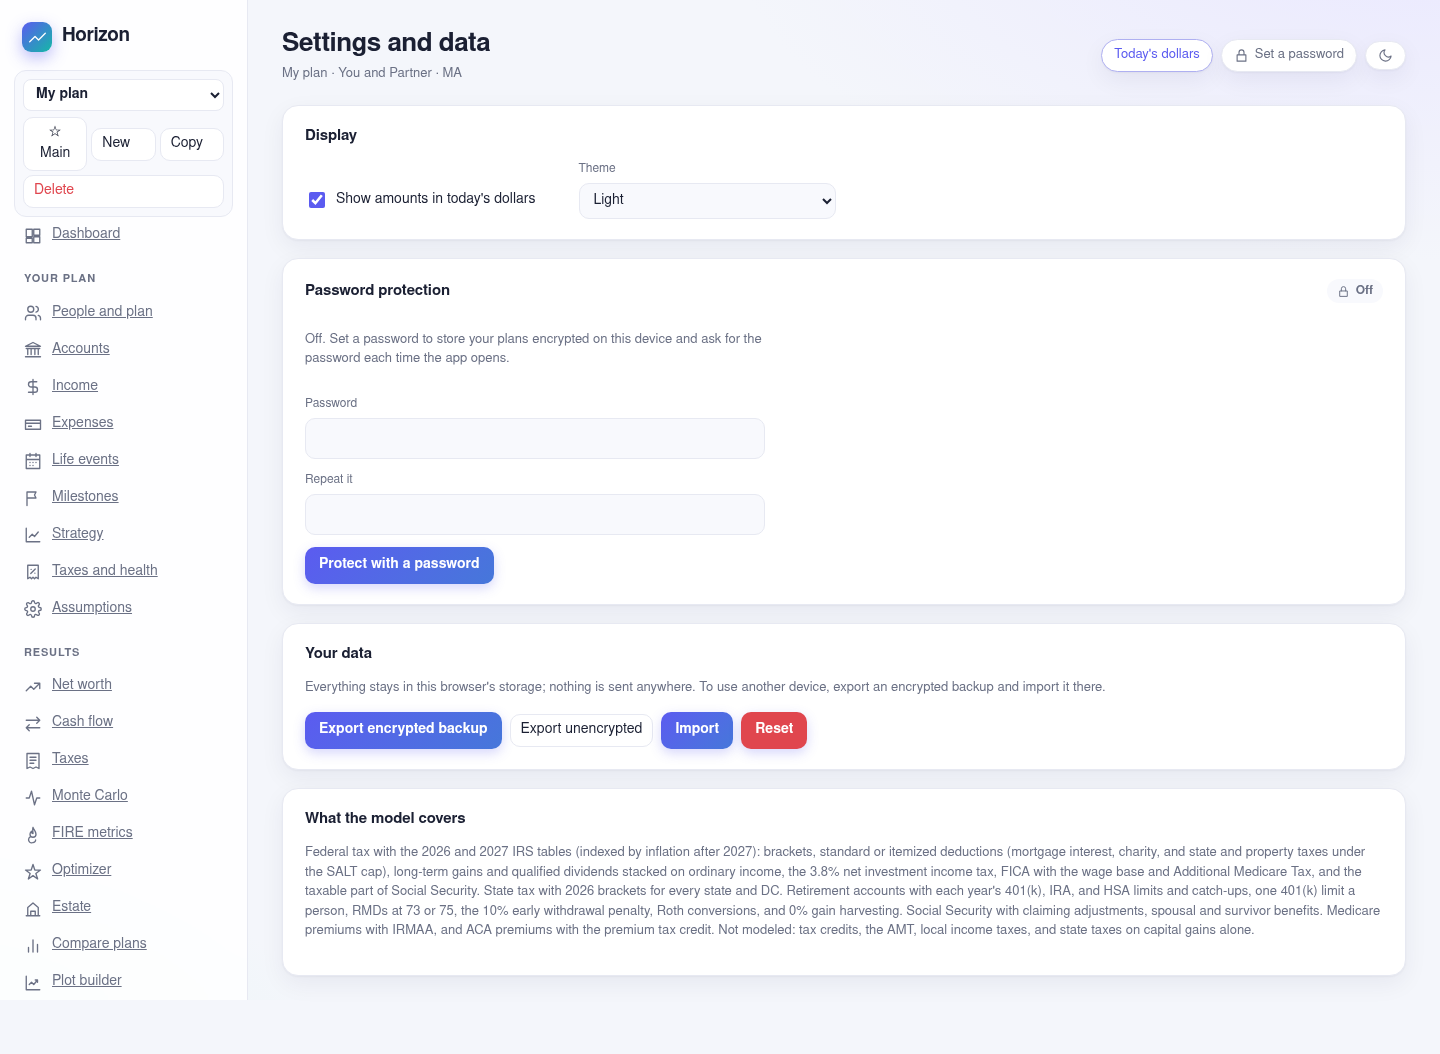 Horizon
My plan
Main
New
Copy
Delete
Dashboard
YOUR PLAN
People and plan
Accounts
Income
Expenses
Life events
Milestones
Strategy
Taxes and health
Assumptions
RESULTS
Net worth
Cash flow
Taxes
Monte Carlo
FIRE metrics
Optimizer
Estate
Compare plans
Plot builder
Settings and data
My plan · You and Partner · MA
Today's dollars
Set a password
Display
Show amounts in today's dollars
Theme
Light
Password protection
Off
Off. Set a password to store your plans encrypted on this device and ask for the
password each time the app opens.
Password
Repeat it
Protect with a password
Your data
Everything stays in this browser's storage; nothing is sent anywhere. To use another device, export an encrypted backup and import it there.
Export encrypted backup
Export unencrypted
Import
Reset
What the model covers
Federal tax with the 2026 and 2027 IRS tables (indexed by inflation after 2027): brackets, standard or itemized deductions (mortgage interest, charity, and state and property taxes under
the SALT cap), long-term gains and qualified dividends stacked on ordinary income, the 3.8% net investment income tax, FICA with the wage base and Additional Medicare Tax, and the
taxable part of Social Security. State tax with 2026 brackets for every state and DC. Retirement accounts with each year's 401(k), IRA, and HSA limits and catch-ups, one 401(k) limit a
person, RMDs at 73 or 75, the 10% early withdrawal penalty, Roth conversions, and 0% gain harvesting. Social Security with claiming adjustments, spousal and survivor benefits. Medicare
premiums with IRMAA, and ACA premiums with the premium tax credit. Not modeled: tax credits, the AMT, local income taxes, and state taxes on capital gains alone.